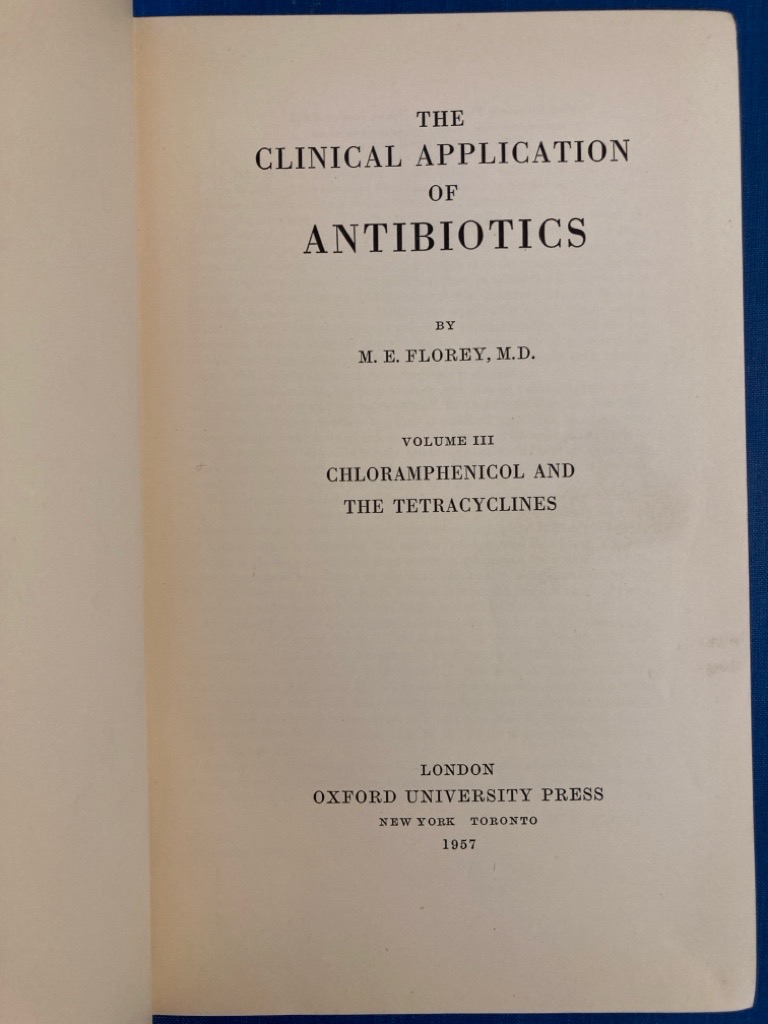 THE
CLINICAL APPLICATION
OF
ANTIBIOTICS
BY
M. E. FLOREY, M.D.
VOLUME III
CHLORAMPHENICOL AND
THE TETRACYCLINES
LONDON
OXFORD UNIVERSITY PRESS
NEW YORK TORONTO
1957